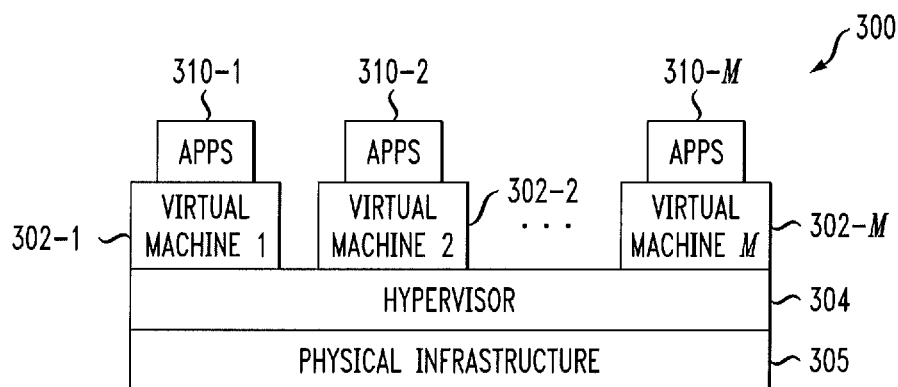 300
310-1 310-2 310-M
APPS APPS APPS
302-1 VIRTUAL MACHINE 1
VIRTUAL MACHINE 2 302-2
. . .
VIRTUAL MACHINE M 302-M
HYPERVISOR 304
PHYSICAL INFRASTRUCTURE 305